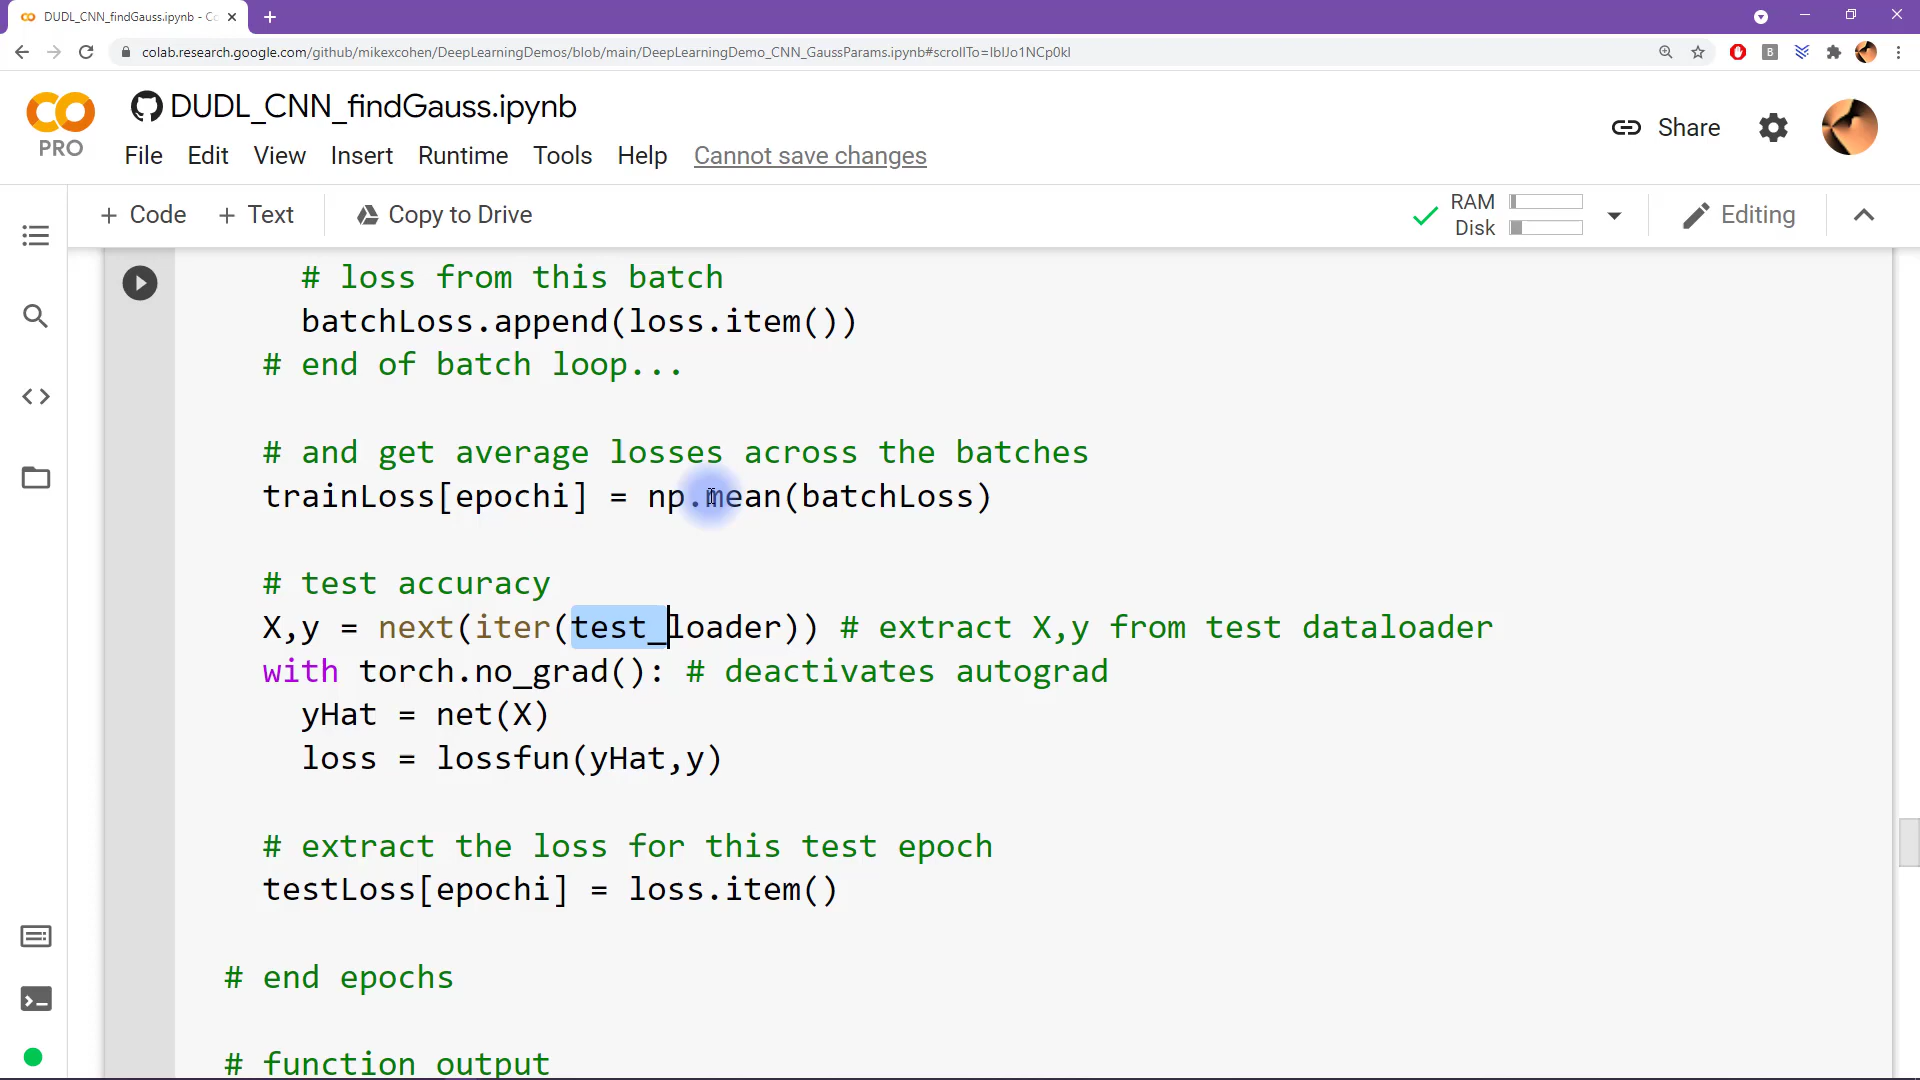 DUDL_CNN_findGauss.ipynb - Co
colab.research.google.com/github/mikexcohen/DeepLearningDemos/blob/main/DeepLearningDemo_CNN_GaussParams.ipynb#scrollTo=IblJo1NCp0kl
B
PRO
DUDL_CNN_findGauss.ipynb
File Edit View Insert Runtime Tools Help Cannot save changes
Share
+ Code + Text Copy to Drive
RAM
Disk
Editing
# loss from this batch
batchLoss.append(loss.item())
# end of batch loop...
# and get average losses across the batches
trainLoss[epochi] = np.mean(batchLoss)
# test accuracy
X,y = next(iter(test_loader)) # extract X,y from test dataloader
with torch.no_grad(): # deactivates autograd
yHat = net(X)
loss = lossfun(yHat,y)
# extract the loss for this test epoch
testLoss[epochi] = loss.item()
# end epochs
# function output